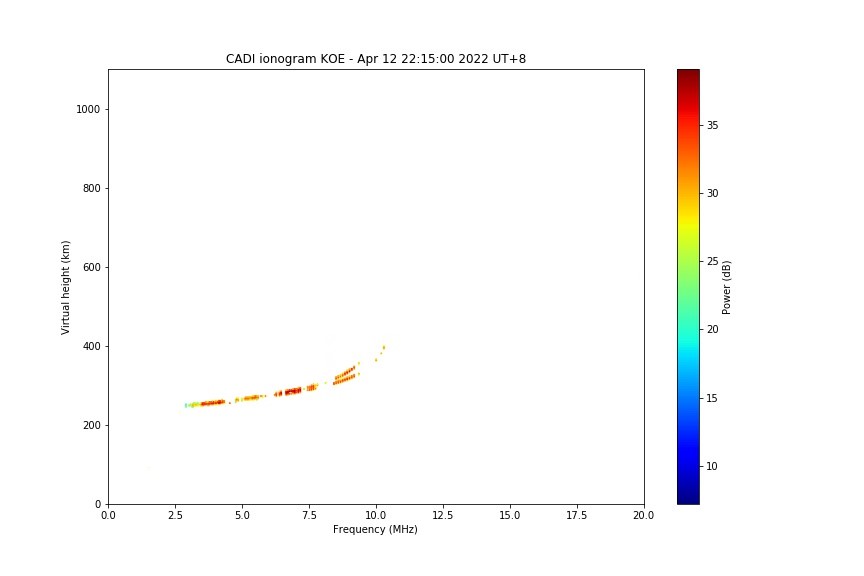 CADI ionogram KOE - Apr 12 22:15:00 2022 UT+8
1000
800
600
400
200
0
Virtual height (km)
0.0 2.5 5.0 7.5 10.0 12.5 15.0 17.5 20.0
Frequency (MHz)
35
30
25
20
15
10
Power (dB)